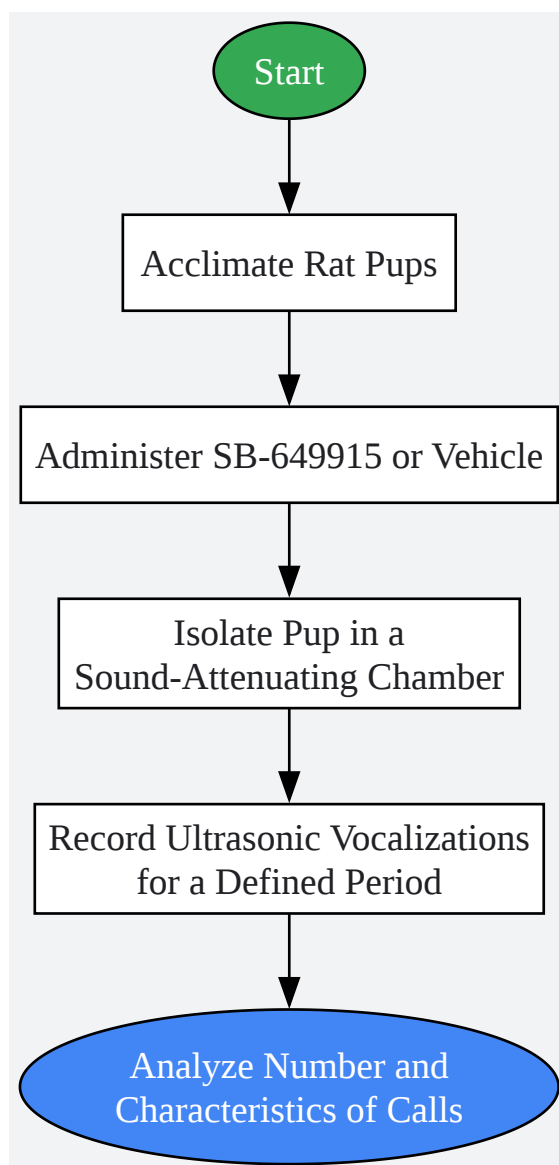 Start
Acclimate Rat Pups
Administer SB-649915 or Vehicle
Isolate Pup in a
Sound-Attenuating Chamber
Record Ultrasonic Vocalizations
for a Defined Period
Analyze Number and
Characteristics of Calls